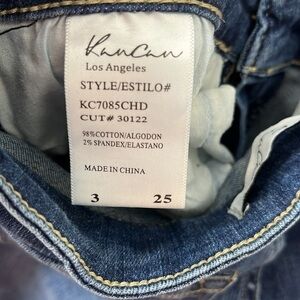 KanCan
Los Angeles
STYLE/ESTILO#
KC7085CHD
CUT# 30122
98%COTTON/ALGODON
2%SPANDEX/ELASTANO
MADE IN CHINA
3 25